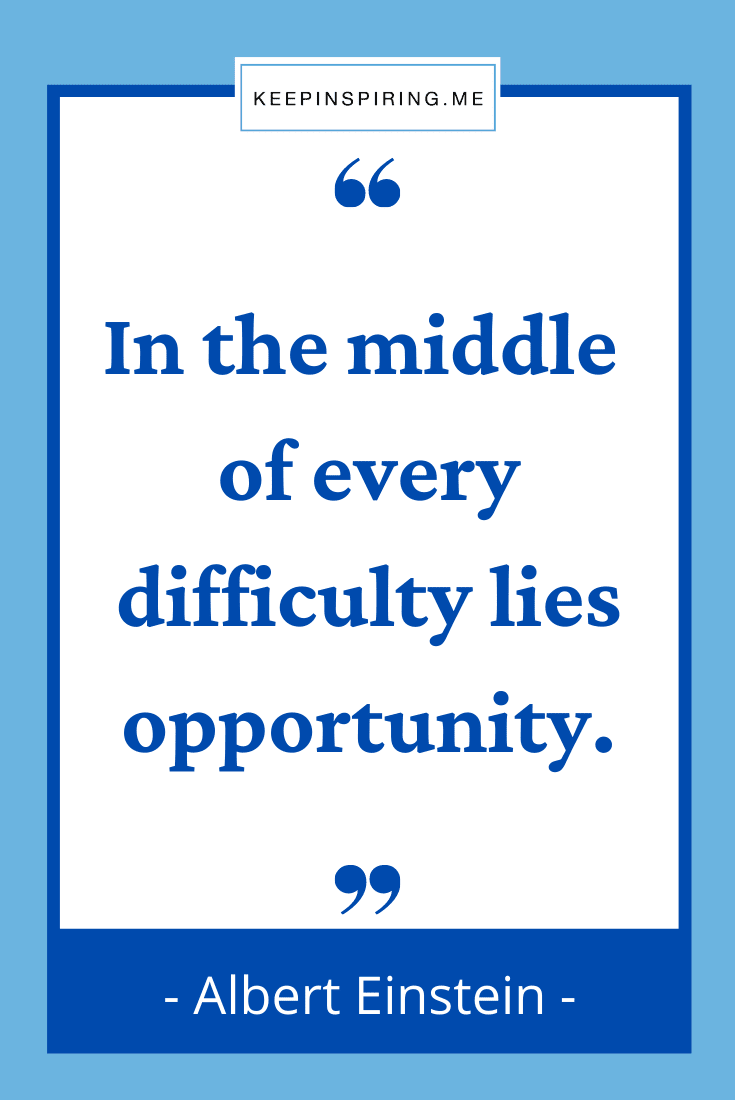 KEEPINSPIRING.ME
“
In the middle
of every
difficulty lies
opportunity.
”
- Albert Einstein -